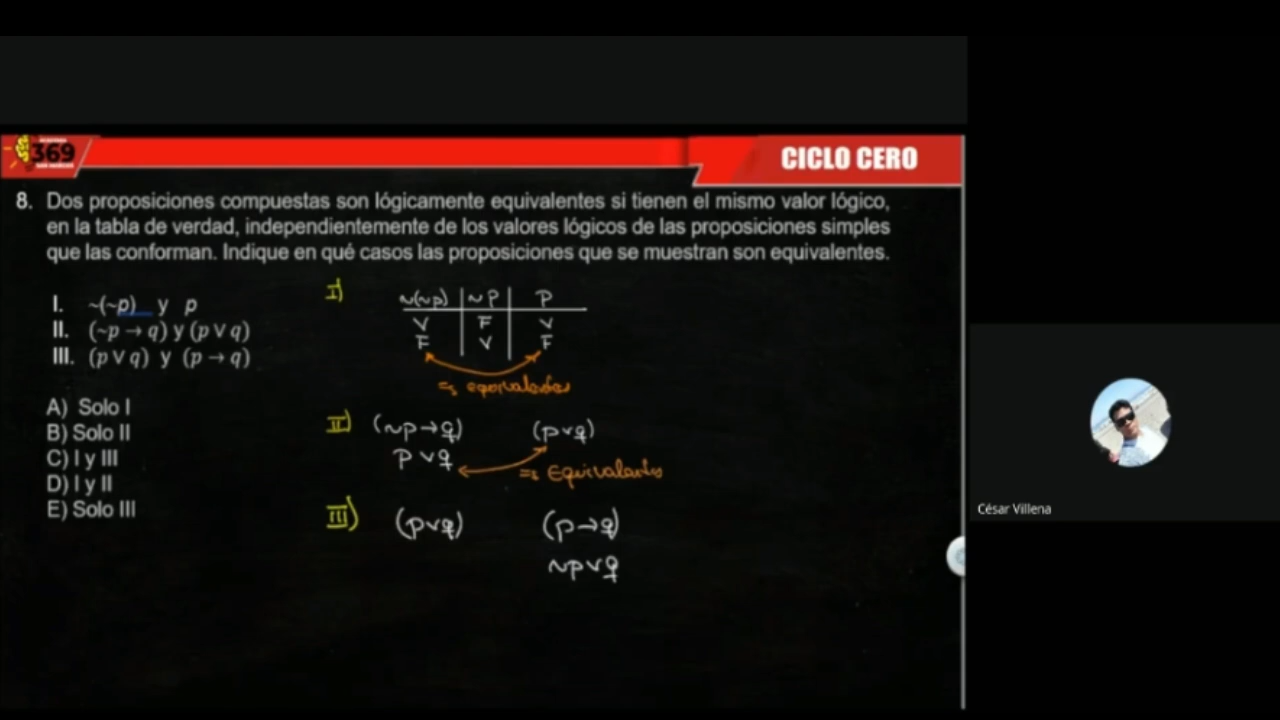 369
CICLO CERO
8. Dos proposiciones compuestas son lógicamente equivalentes si tienen el mismo valor lógico,
en la tabla de verdad, independientemente de los valores lógicos de las proposiciones simples
que las conforman. Indique en qué casos las proposiciones que se muestran son equivalentes.
I. ~(~p) y p
II. (~p → q) y (p ∨ q)
III. (p ∨ q) y (p → q)
A) Solo I
B) Solo II
C) I y III
D) I y II
E) Solo III
I)
~(~p) | ~p | p
V F V
F V F
equivalentes
II) (~p→q) (p∨q)
p∨q
Equivalentes
III) (p∨q) (p→q)
~p∨q
César Villena